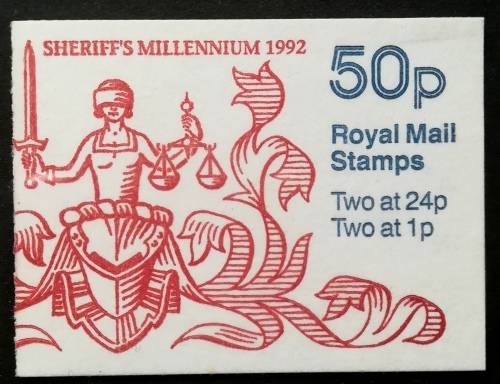 SHERIFF'S MILLENNIUM 1992
50p
Royal Mail
Stamps
Two at 24p
Two at 1p